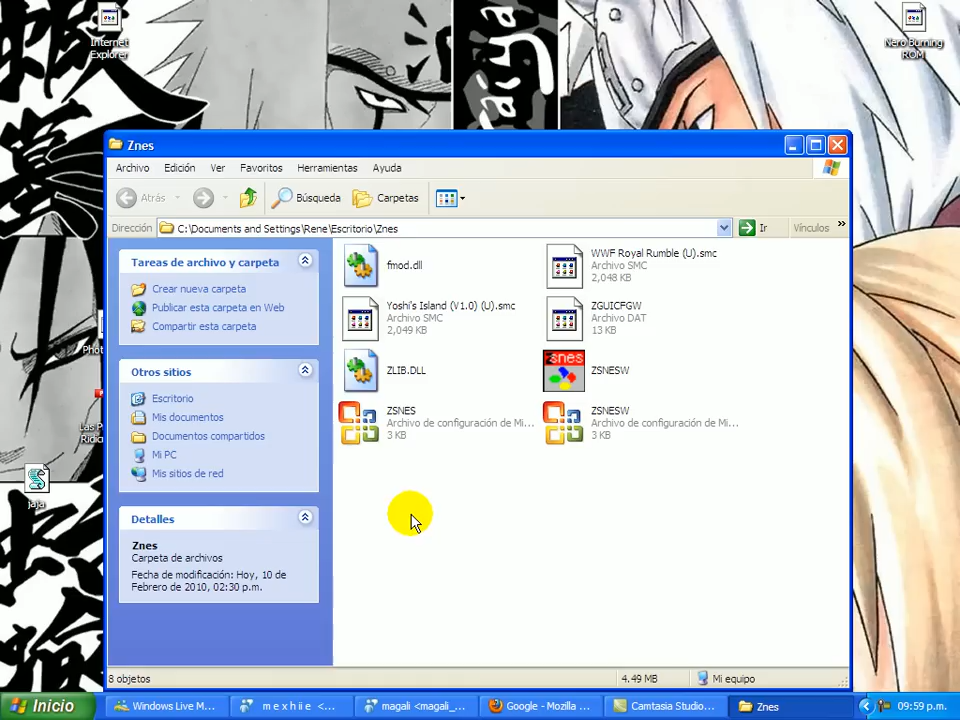 Internet
Explorer
Nero Burning
ROM
Znes
Archivo Edición Ver Favoritos Herramientas Ayuda
Atrás Búsqueda Carpetas
Dirección C:\Documents and Settings\Rene\Escritorio\Znes Ir Vínculos »
Tareas de archivo y carpeta
Crear nueva carpeta
Publicar esta carpeta en Web
Compartir esta carpeta
Otros sitios
Escritorio
Mis documentos
Documentos compartidos
Mi PC
Mis sitios de red
Detalles
Znes
Carpeta de archivos
Fecha de modificación: Hoy, 10 de
Febrero de 2010, 02:30 p.m.
fmod.dll
WWF Royal Rumble (U).smc
Archivo SMC
2,048 KB
Yoshi's Island (V1.0) (U).smc
Archivo SMC
2,049 KB
ZGUICFGW
Archivo DAT
13 KB
ZLIB.DLL
znes
ZSNESW
ZSNES
Archivo de configuración de Mi...
3 KB
ZSNESW
Archivo de configuración de Mi...
3 KB
8 objetos 4.49 MB Mi equipo
Phot
Las P
Ridic
jaja
Inicio Windows Live M... m e x h i i e <... magali <magali_... Google - Mozilla ... Camtasia Studio... Znes 09:59 p.m.